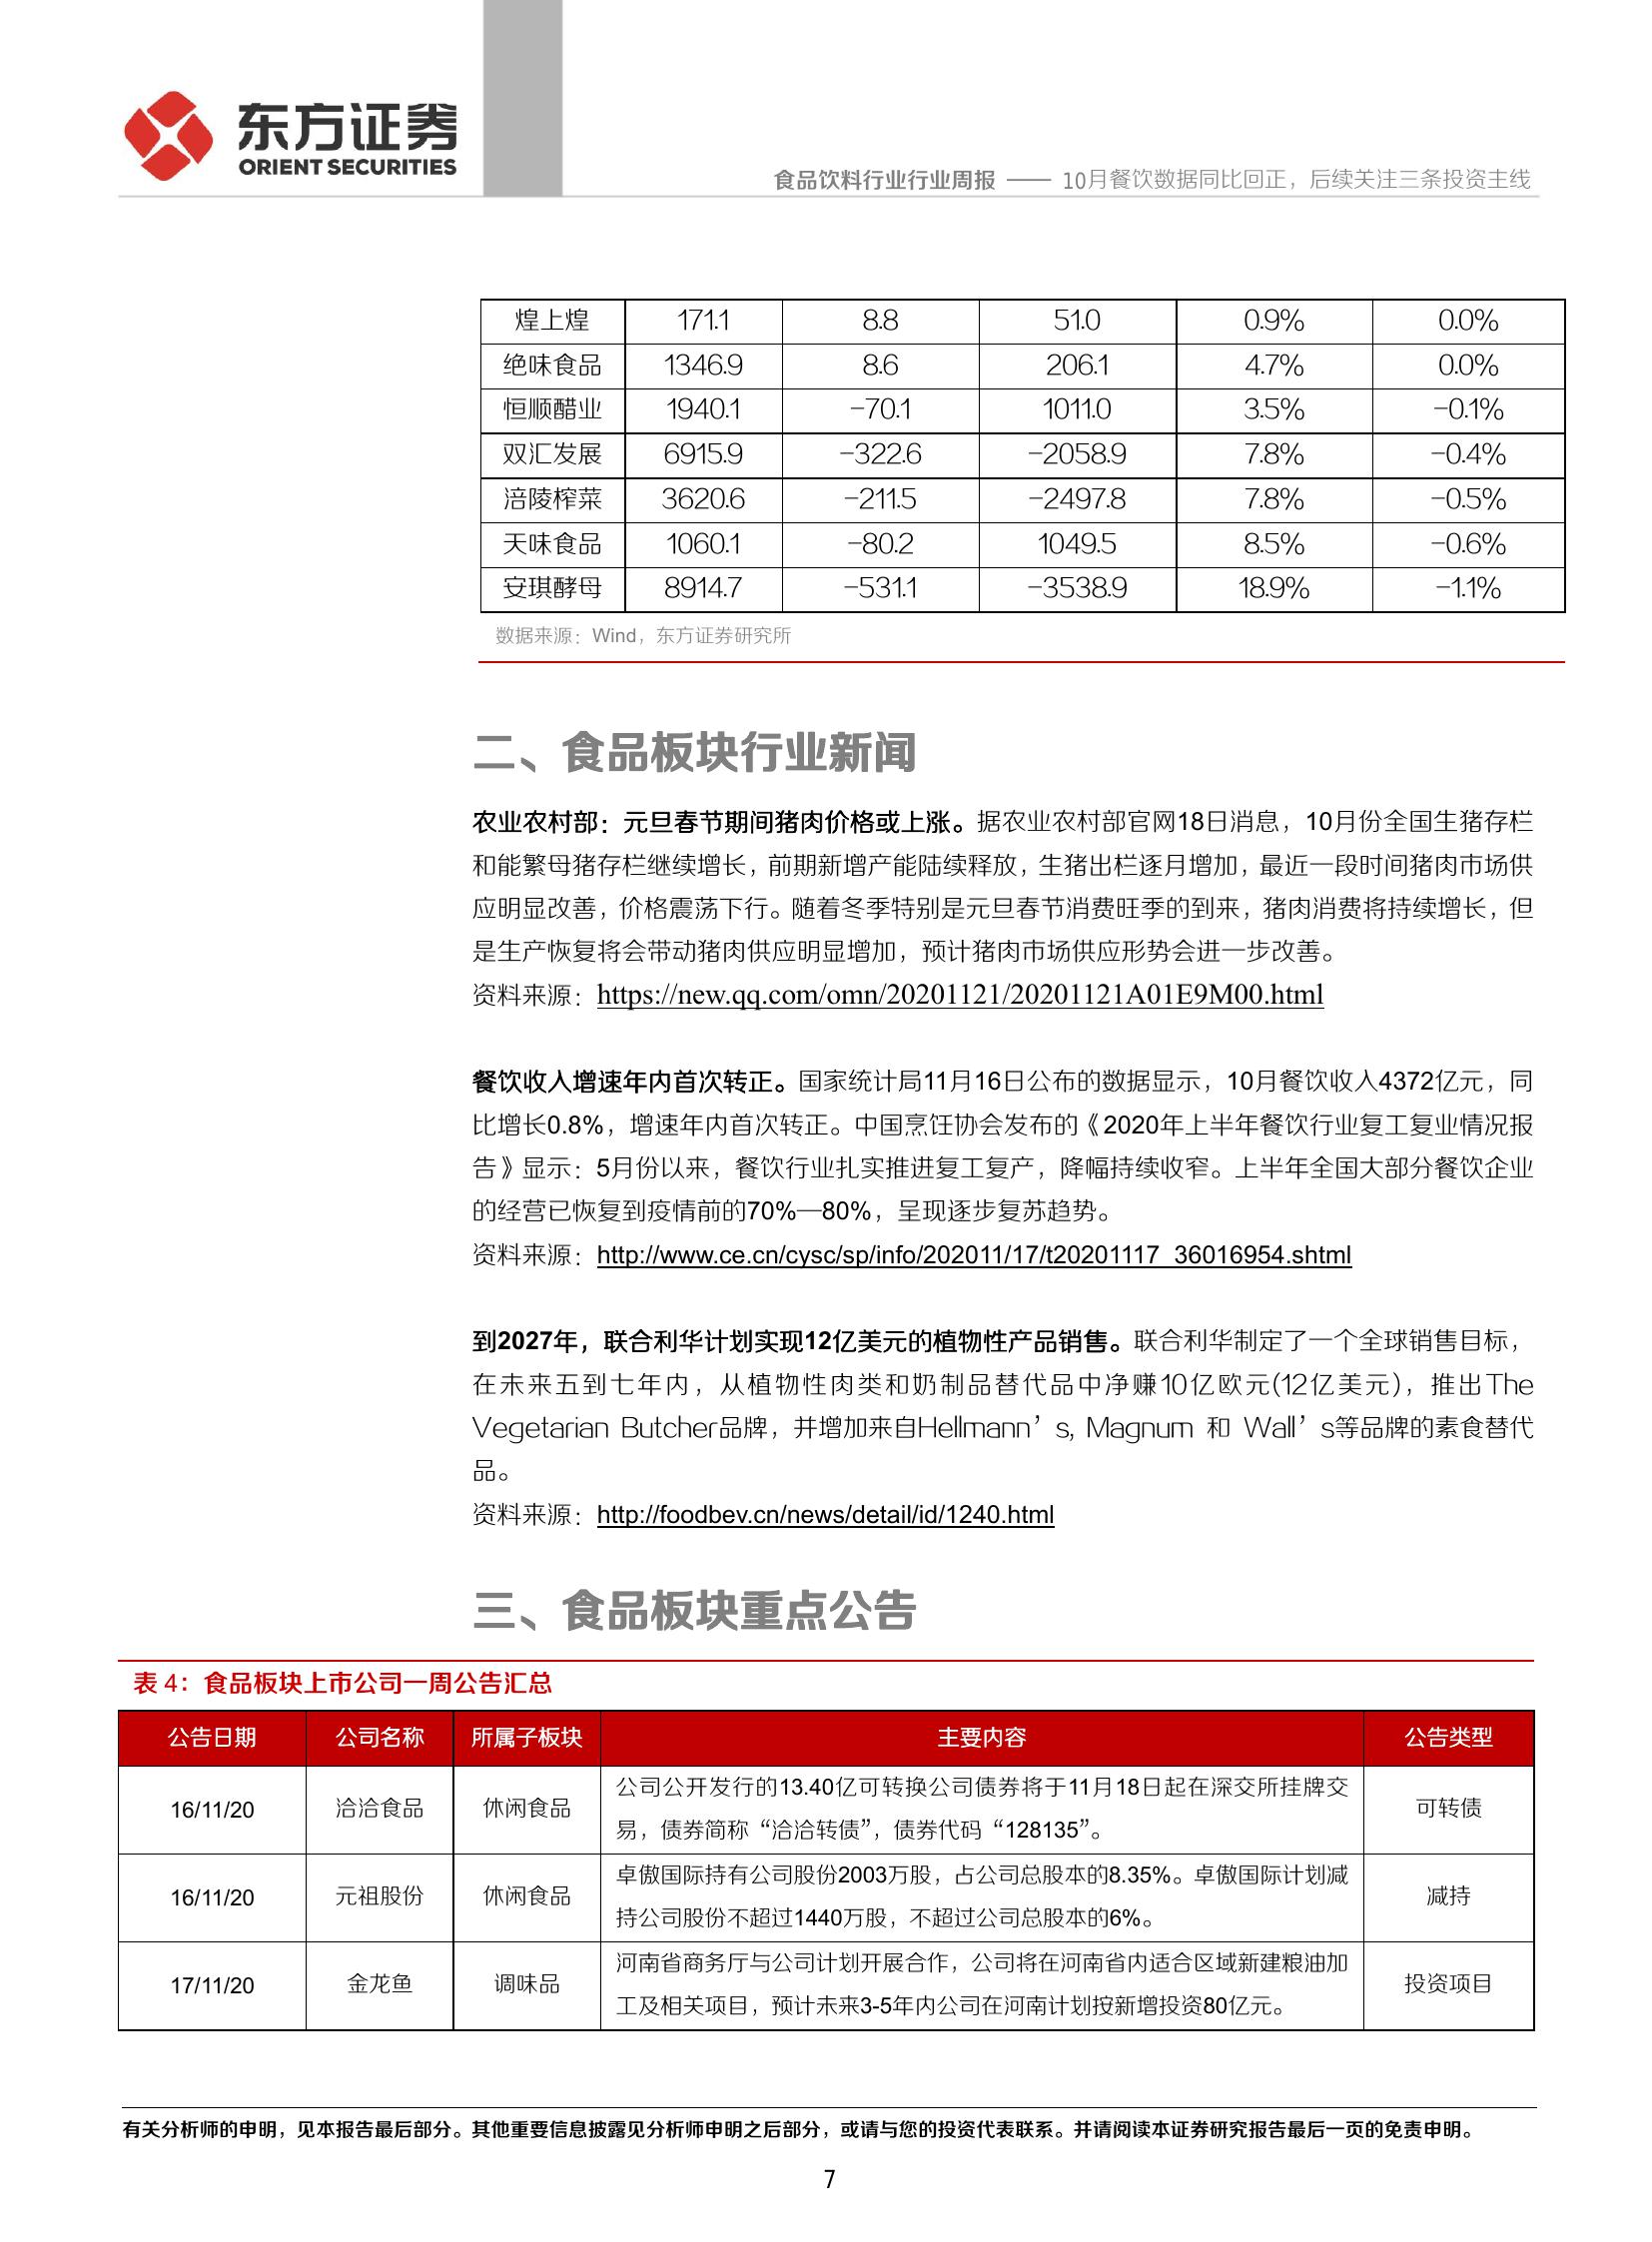 东方证券
ORIENT SECURITIES
食品饮料行业行业周报 —— 10月餐饮数据同比回正，后续关注三条投资主线
煌上煌 171.1 8.8 51.0 0.9% 0.0%
绝味食品 1346.9 8.6 206.1 4.7% 0.0%
恒顺醋业 1940.1 -70.1 1011.0 3.5% -0.1%
双汇发展 6915.9 -322.6 -2058.9 7.8% -0.4%
涪陵榨菜 3620.6 -211.5 -2497.8 7.8% -0.5%
天味食品 1060.1 -80.2 1049.5 8.5% -0.6%
安琪酵母 8914.7 -531.1 -3538.9 18.9% -1.1%
数据来源：Wind，东方证券研究所
二、食品板块行业新闻
农业农村部：元旦春节期间猪肉价格或上涨。据农业农村部官网18日消息，10月份全国生猪存栏
和能繁母猪存栏继续增长，前期新增产能陆续释放，生猪出栏逐月增加，最近一段时间猪肉市场供
应明显改善，价格震荡下行。随着冬季特别是元旦春节消费旺季的到来，猪肉消费将持续增长，但
是生产恢复将会带动猪肉供应明显增加，预计猪肉市场供应形势会进一步改善。
资料来源：https://new.qq.com/omn/20201121/20201121A01E9M00.html
餐饮收入增速年内首次转正。国家统计局11月16日公布的数据显示，10月餐饮收入4372亿元，同
比增长0.8%，增速年内首次转正。中国烹饪协会发布的《2020年上半年餐饮行业复工复业情况报
告》显示：5月份以来，餐饮行业扎实推进复工复产，降幅持续收窄。上半年全国大部分餐饮企业
的经营已恢复到疫情前的70%—80%，呈现逐步复苏趋势。
资料来源：http://www.ce.cn/cysc/sp/info/202011/17/t20201117_36016954.shtml
到2027年，联合利华计划实现12亿美元的植物性产品销售。联合利华制定了一个全球销售目标，
在未来五到七年内，从植物性肉类和奶制品替代品中净赚10亿欧元(12亿美元)，推出The
Vegetarian Butcher品牌，并增加来自Hellmann’s, Magnum 和 Wall’s等品牌的素食替代
品。
资料来源：http://foodbev.cn/news/detail/id/1240.html
三、食品板块重点公告
表 4：食品板块上市公司一周公告汇总
公告日期 公司名称 所属子板块 主要内容 公告类型
16/11/20 洽洽食品 休闲食品 公司公开发行的13.40亿可转换公司债券将于11月18日起在深交所挂牌交
易，债券简称“洽洽转债”，债券代码“128135”。 可转债
16/11/20 元祖股份 休闲食品 卓傲国际持有公司股份2003万股，占公司总股本的8.35%。卓傲国际计划减
持公司股份不超过1440万股，不超过公司总股本的6%。 减持
17/11/20 金龙鱼 调味品 河南省商务厅与公司计划开展合作，公司将在河南省内适合区域新建粮油加
工及相关项目，预计未来3-5年内公司在河南计划按新增投资80亿元。 投资项目
有关分析师的申明，见本报告最后部分。其他重要信息披露见分析师申明之后部分，或请与您的投资代表联系。并请阅读本证券研究报告最后一页的免责申明。
7